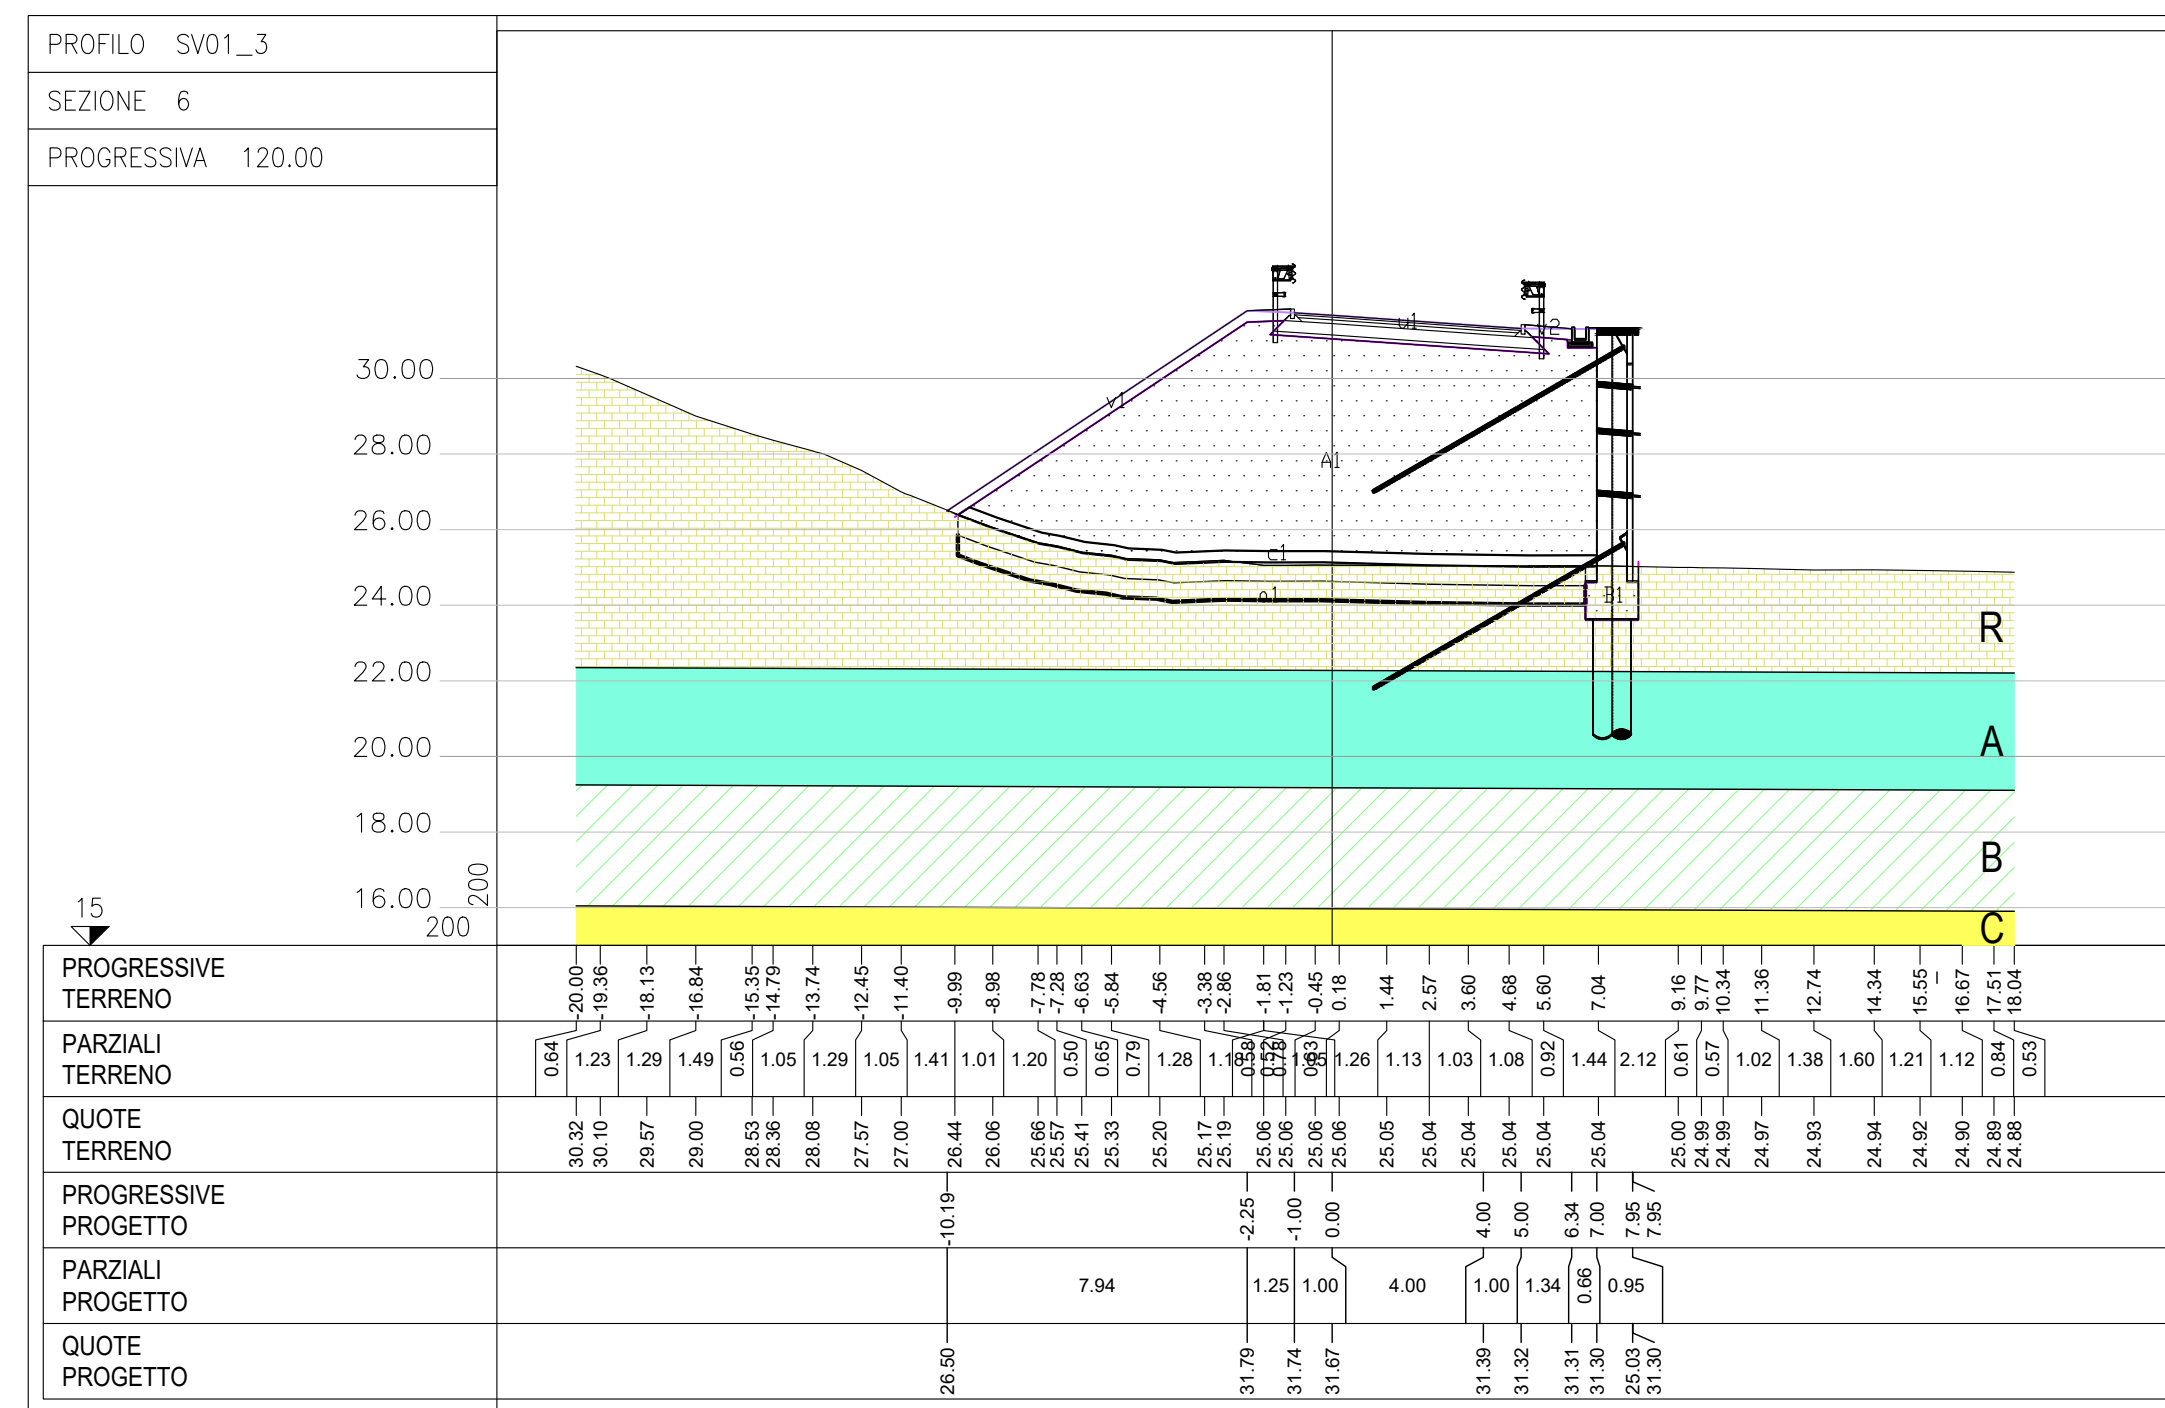 PROFILO SV01_3
SEZIONE 6
PROGRESSIVA 120.00
u1
v2
v1
A1
c1
o1
B1
30.00
28.00
26.00
24.00
22.00
20.00
18.00
16.00
R
A
B
C
15
200
200
PROGRESSIVE
TERRENO
-20.00 -19.36 -18.13 -16.84 -15.35 -14.79 -13.74 -12.45 -11.40 -9.99 -8.98 -7.78 -7.28 -6.63 -5.84 -4.56 -3.38 -2.86 -1.81 -1.23 -0.45 0.18 1.44 2.57 3.60 4.68 5.60 7.04 9.16 9.77 10.34 11.36 12.74 14.34 15.55 16.67 17.51 18.04
PARZIALI
TERRENO
0.64 1.23 1.29 1.49 0.56 1.05 1.29 1.05 1.41 1.01 1.20 0.50 0.65 0.79 1.28 1.18 0.58 0.52 0.78 1.05 0.63 1.26 1.13 1.03 1.08 0.92 1.44 2.12 0.61 0.57 1.02 1.38 1.60 1.21 1.12 0.84 0.53
QUOTE
TERRENO
30.32 30.10 29.57 29.00 28.53 28.36 28.08 27.57 27.00 26.44 26.06 25.66 25.57 25.41 25.33 25.20 25.17 25.19 25.06 25.06 25.06 25.06 25.05 25.04 25.04 25.04 25.04 25.04 25.00 24.99 24.99 24.97 24.93 24.94 24.92 24.90 24.89 24.88
PROGRESSIVE
PROGETTO
-10.19 -2.25 -1.00 0.00 4.00 5.00 6.34 7.00 7.95 7.95
PARZIALI
PROGETTO
7.94 1.25 1.00 4.00 1.00 1.34 0.66 0.95
QUOTE
PROGETTO
26.50 31.79 31.74 31.67 31.39 31.32 31.31 31.30 25.03 31.30